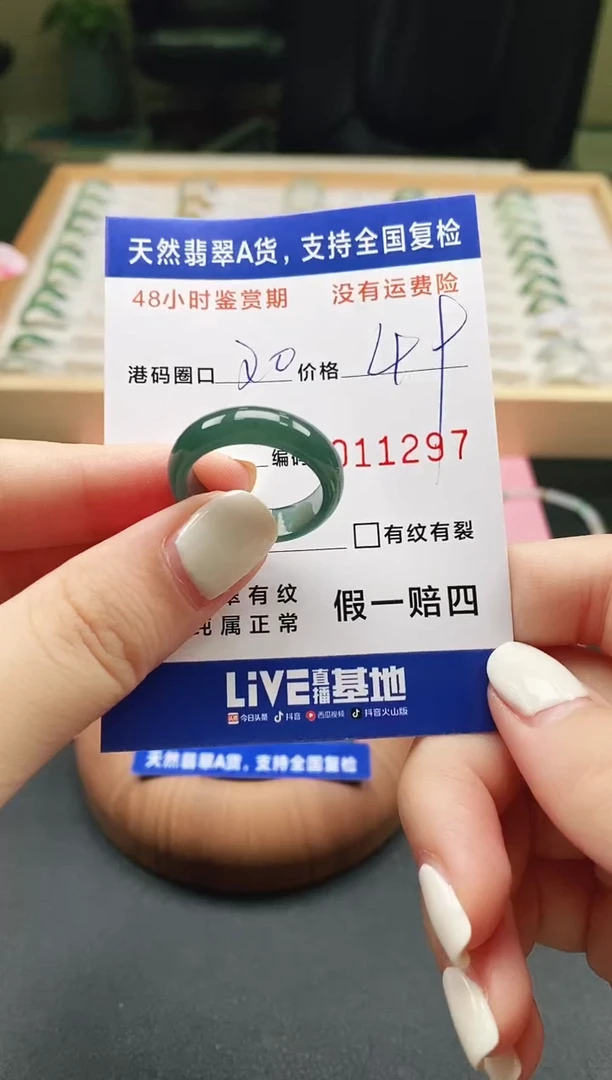 天然翡翠A货，支持全国复检
48小时鉴赏期 没有运费险
港码圈口 20 价格
编码 011297
□有纹有裂
有纹
属正常
假一赔四
LiVE直播基地
今日头条 抖音 西瓜视频 抖音火山版
天然翡翠A货，支持全国复检